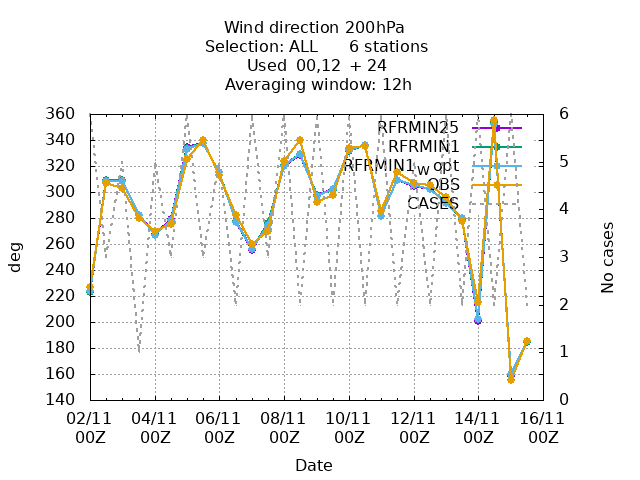 Wind direction 200hPa
Selection: ALL 6 stations
Used 00,12 + 24
Averaging window: 12h
360
340
320
300
280
260
240
220
200
180
160
140
deg
6
5
4
3
2
1
0
No cases
RFRMIN25
RFRMIN1
RFRMIN1_W opt
OBS
CASES
02/11 04/11 06/11 08/11 10/11 12/11 14/11 16/11
00Z 00Z 00Z 00Z 00Z 00Z 00Z 00Z
Date